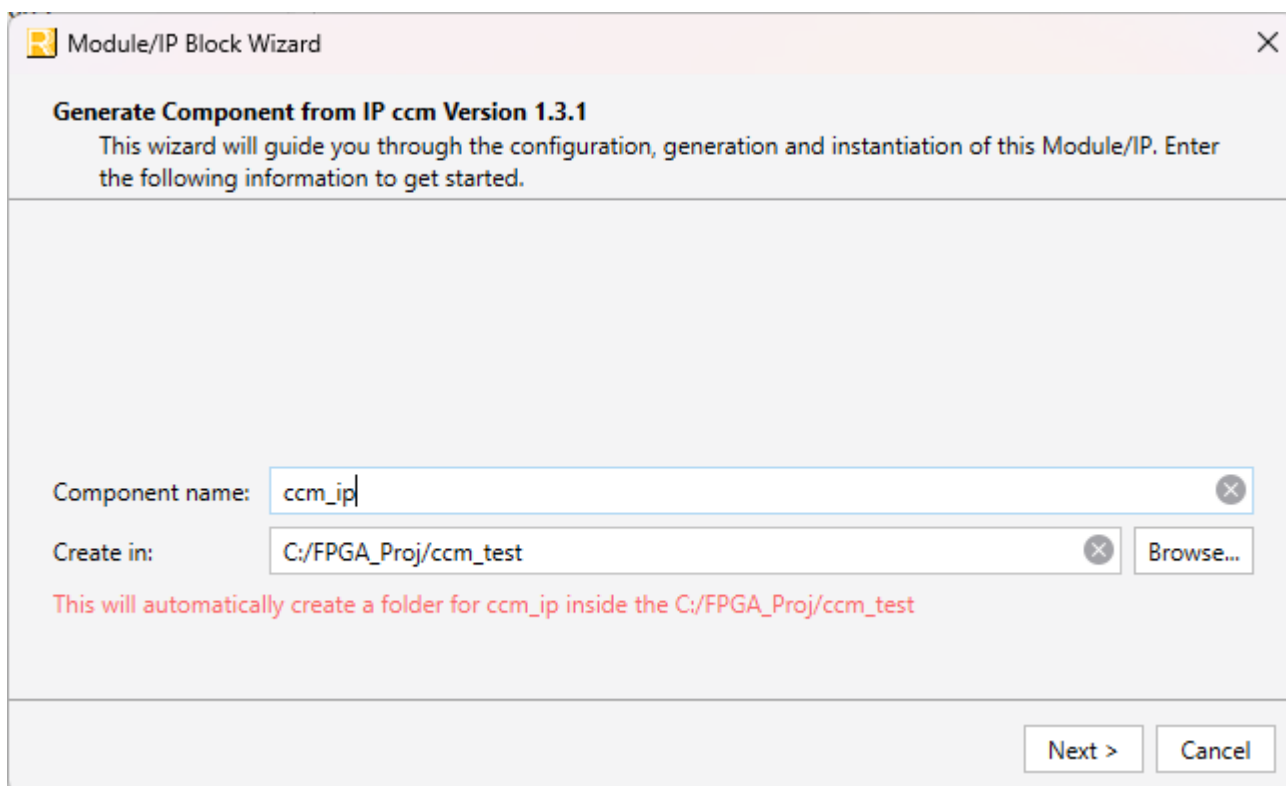 Module/IP Block Wizard
Generate Component from IP ccm Version 1.3.1
This wizard will guide you through the configuration, generation and instantiation of this Module/IP. Enter
the following information to get started.
Component name: ccm_ip
Create in: C:/FPGA_Proj/ccm_test Browse...
This will automatically create a folder for ccm_ip inside the C:/FPGA_Proj/ccm_test
Next > Cancel